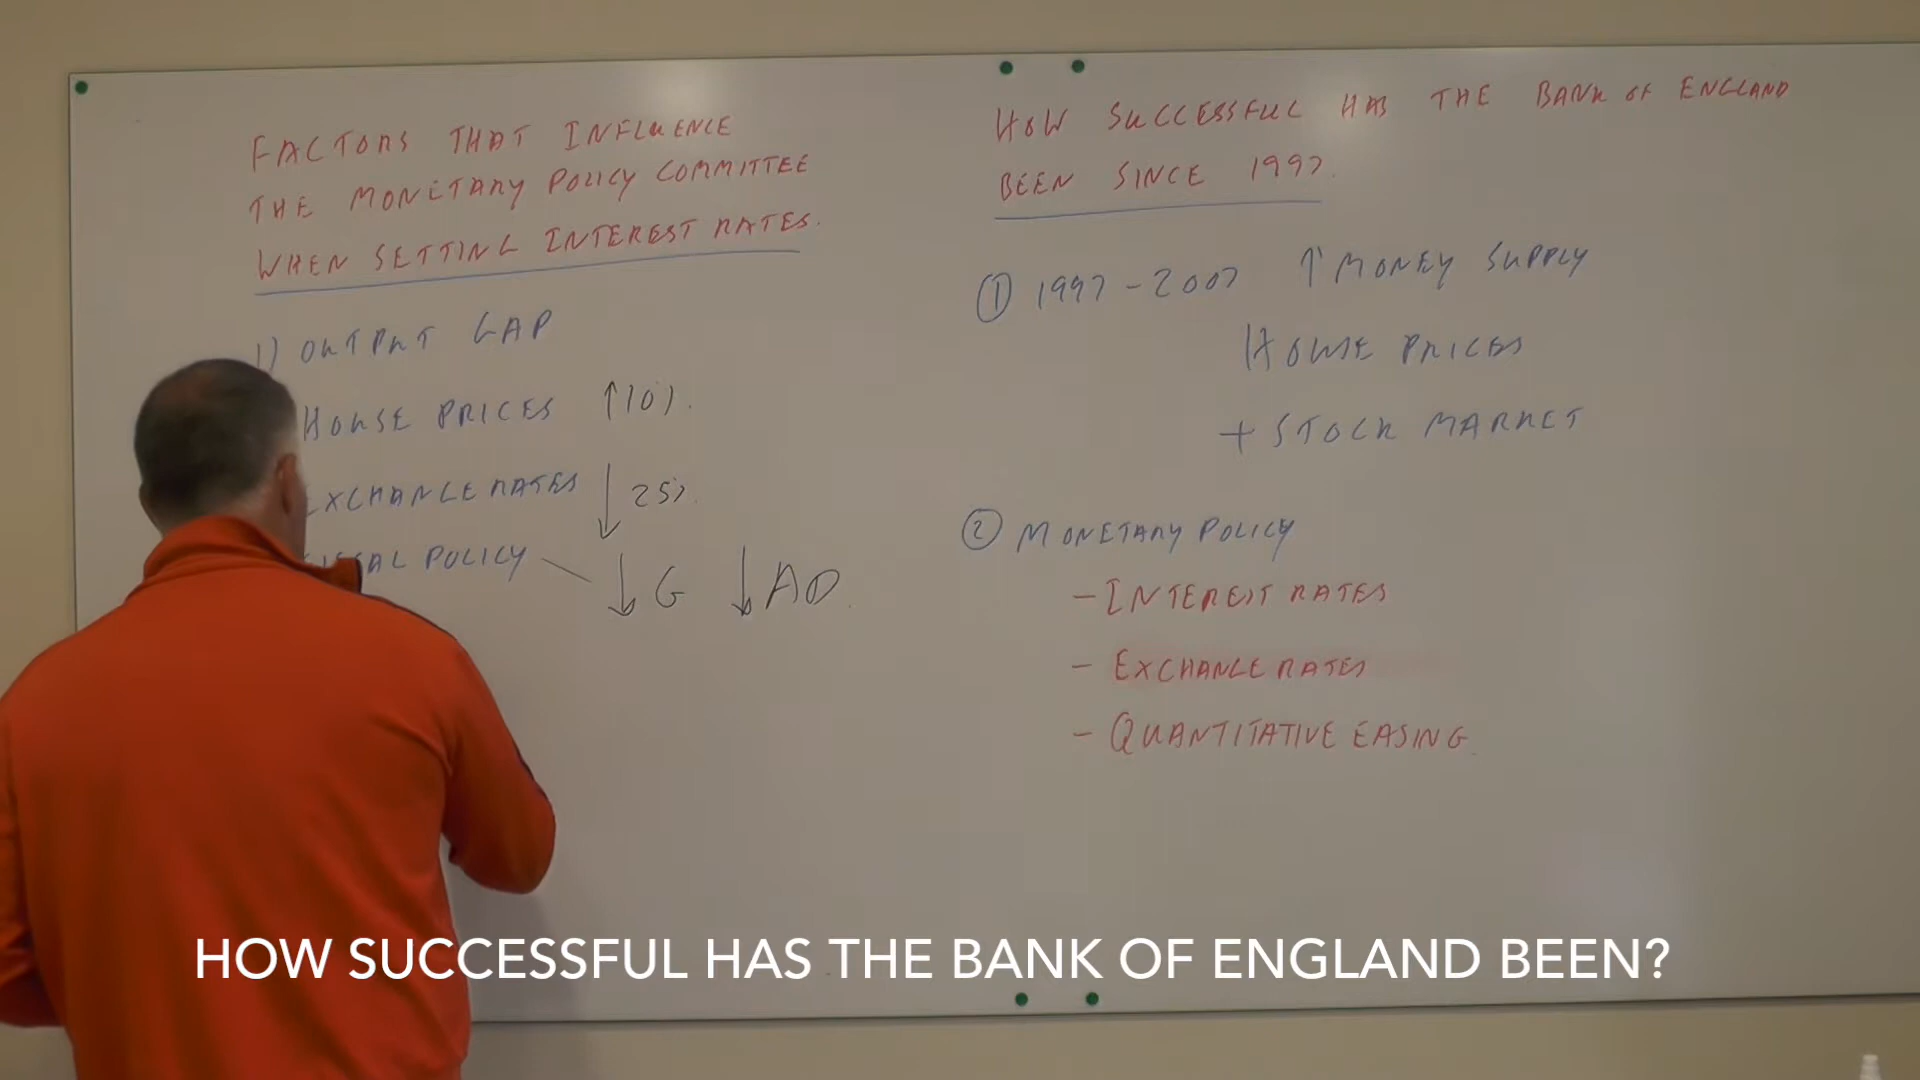 FACTORS THAT INFLUENCE
THE MONETARY POLICY COMMITTEE
WHEN SETTING INTEREST RATES.
1) OUTPUT GAP
HOUSE PRICES ↑10%.
EXCHANGE RATES ↓ 25%.
POLICY ↓ G ↓ AD.
HOW SUCCESSFUL HAS THE BANK OF ENGLAND
BEEN SINCE 1997.
① 1997-2007 ↑ MONEY SUPPLY
HOUSE PRICES
+ STOCK MARKET
② MONETARY POLICY
- INTEREST RATES
- EXCHANGE RATES
- QUANTITATIVE EASING
HOW SUCCESSFUL HAS THE BANK OF ENGLAND BEEN?